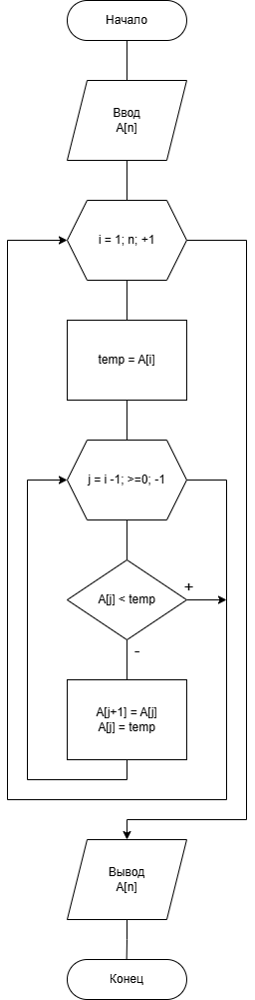 Начало
Ввод
A[n]
i = 1; n; +1
temp = A[i]
j = i -1; >=0; -1
A[j] < temp
+
-
A[j+1] = A[j]
A[j] = temp
Вывод
A[n]
Конец